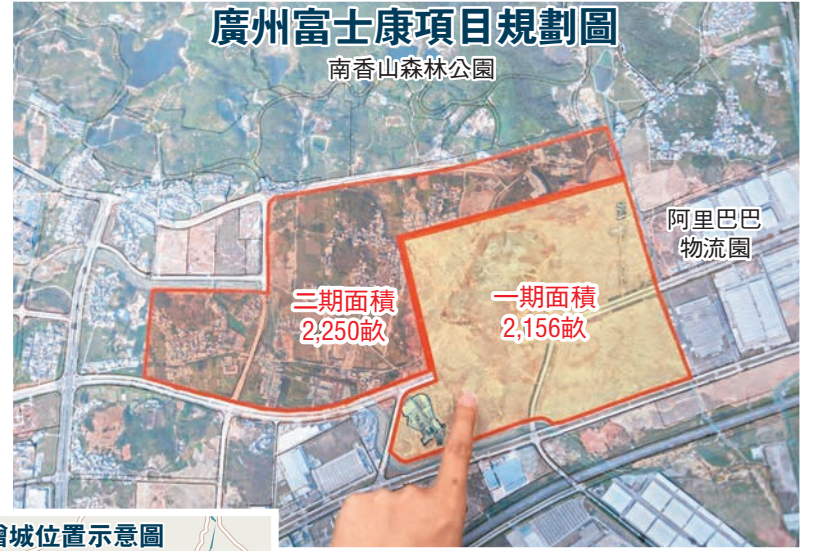 廣州富士康項目規劃圖
南香山森林公園
阿里巴巴
物流園
二期面積
2,250畝
一期面積
2,156畝
增城位置示意圖